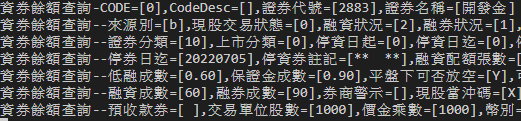 資券餘額查詢-CODE=[0],CodeDesc=[],證券代號=[2883],證券名稱=[開發金]
資券餘額查詢--來源別=[b],現股交易狀態=[0],融資狀況=[2],融券狀況=[1],
資券餘額查詢--證券分類=[10],上市分類=[0],停資日起=[0],停資日迄=[0],停
資券餘額查詢--停券日迄=[20220705],停資券註記=[** **],融資配額張數=[
資券餘額查詢--低融成數=[0.60],保證金成數=[0.90],平盤下可否放空=[Y],
資券餘額查詢--融資成數=[60],融券成數=[90],券商警示=[],現股當沖碼=[X]
資券餘額查詢--預收款券=[ ],交易單位股數=[1000],價金乘數=[1000],幣別=